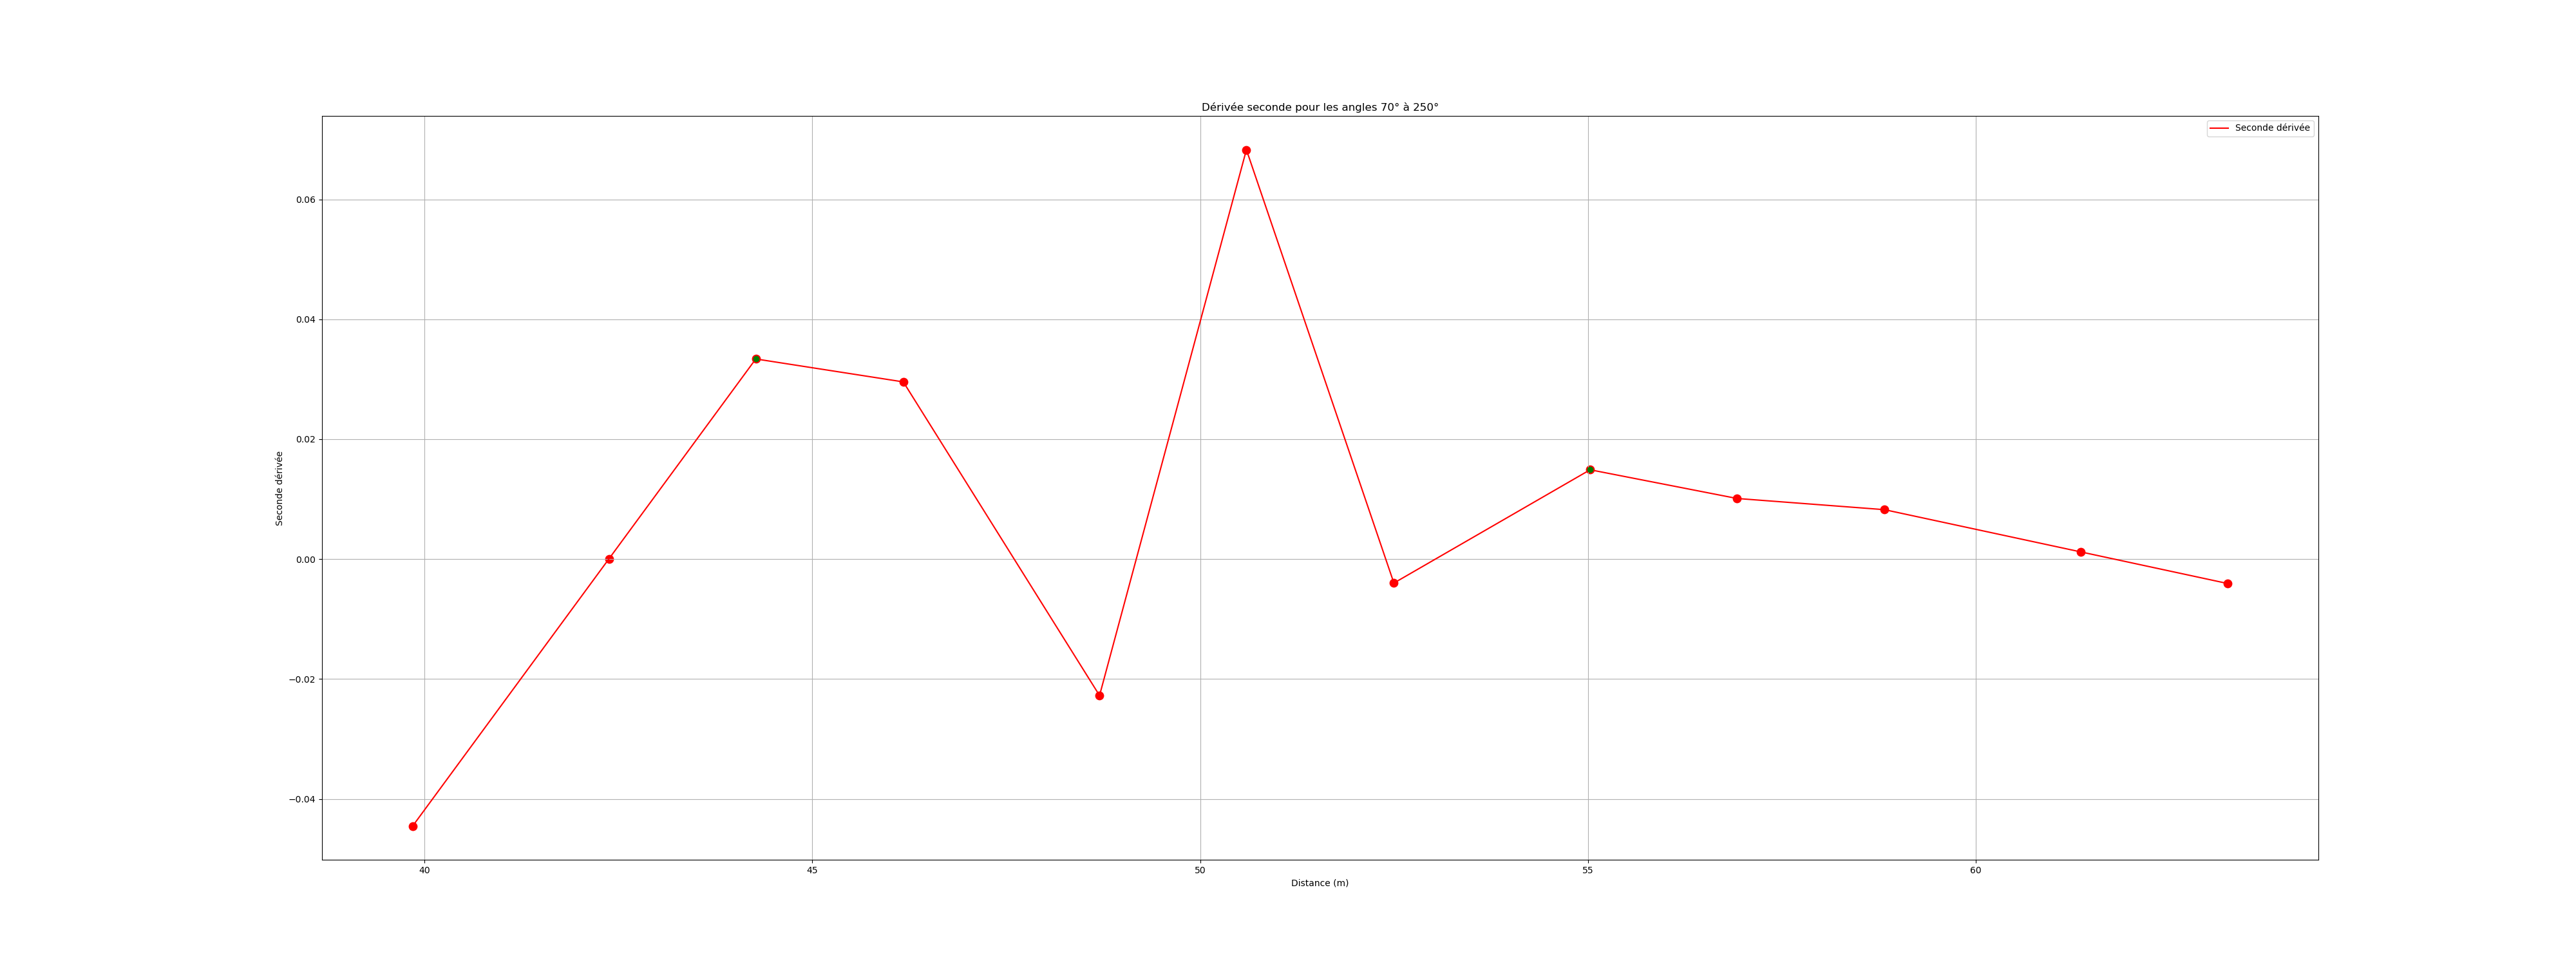 Dérivée seconde pour les angles 70° à 250°
Seconde dérivée
0.06
0.04
0.02
0.00
−0.02
−0.04
Seconde dérivée
40
45
50
55
60
Distance (m)